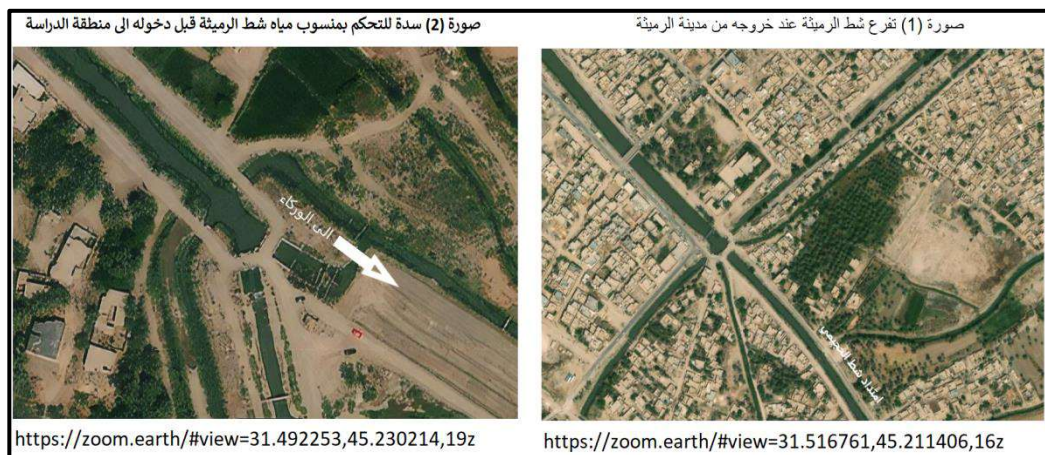 صورة (1) تفرع شط الرميثة عند خروجه من مدينة الرميثة
امتداد شط النجمي
https://zoom.earth/#view=31.516761,45.211406,16z
صورة (2) سدة للتحكم بمنسوب مياه شط الرميثة قبل دخوله الى منطقة الدراسة
الى الوركاء
https://zoom.earth/#view=31.492253,45.230214,19z